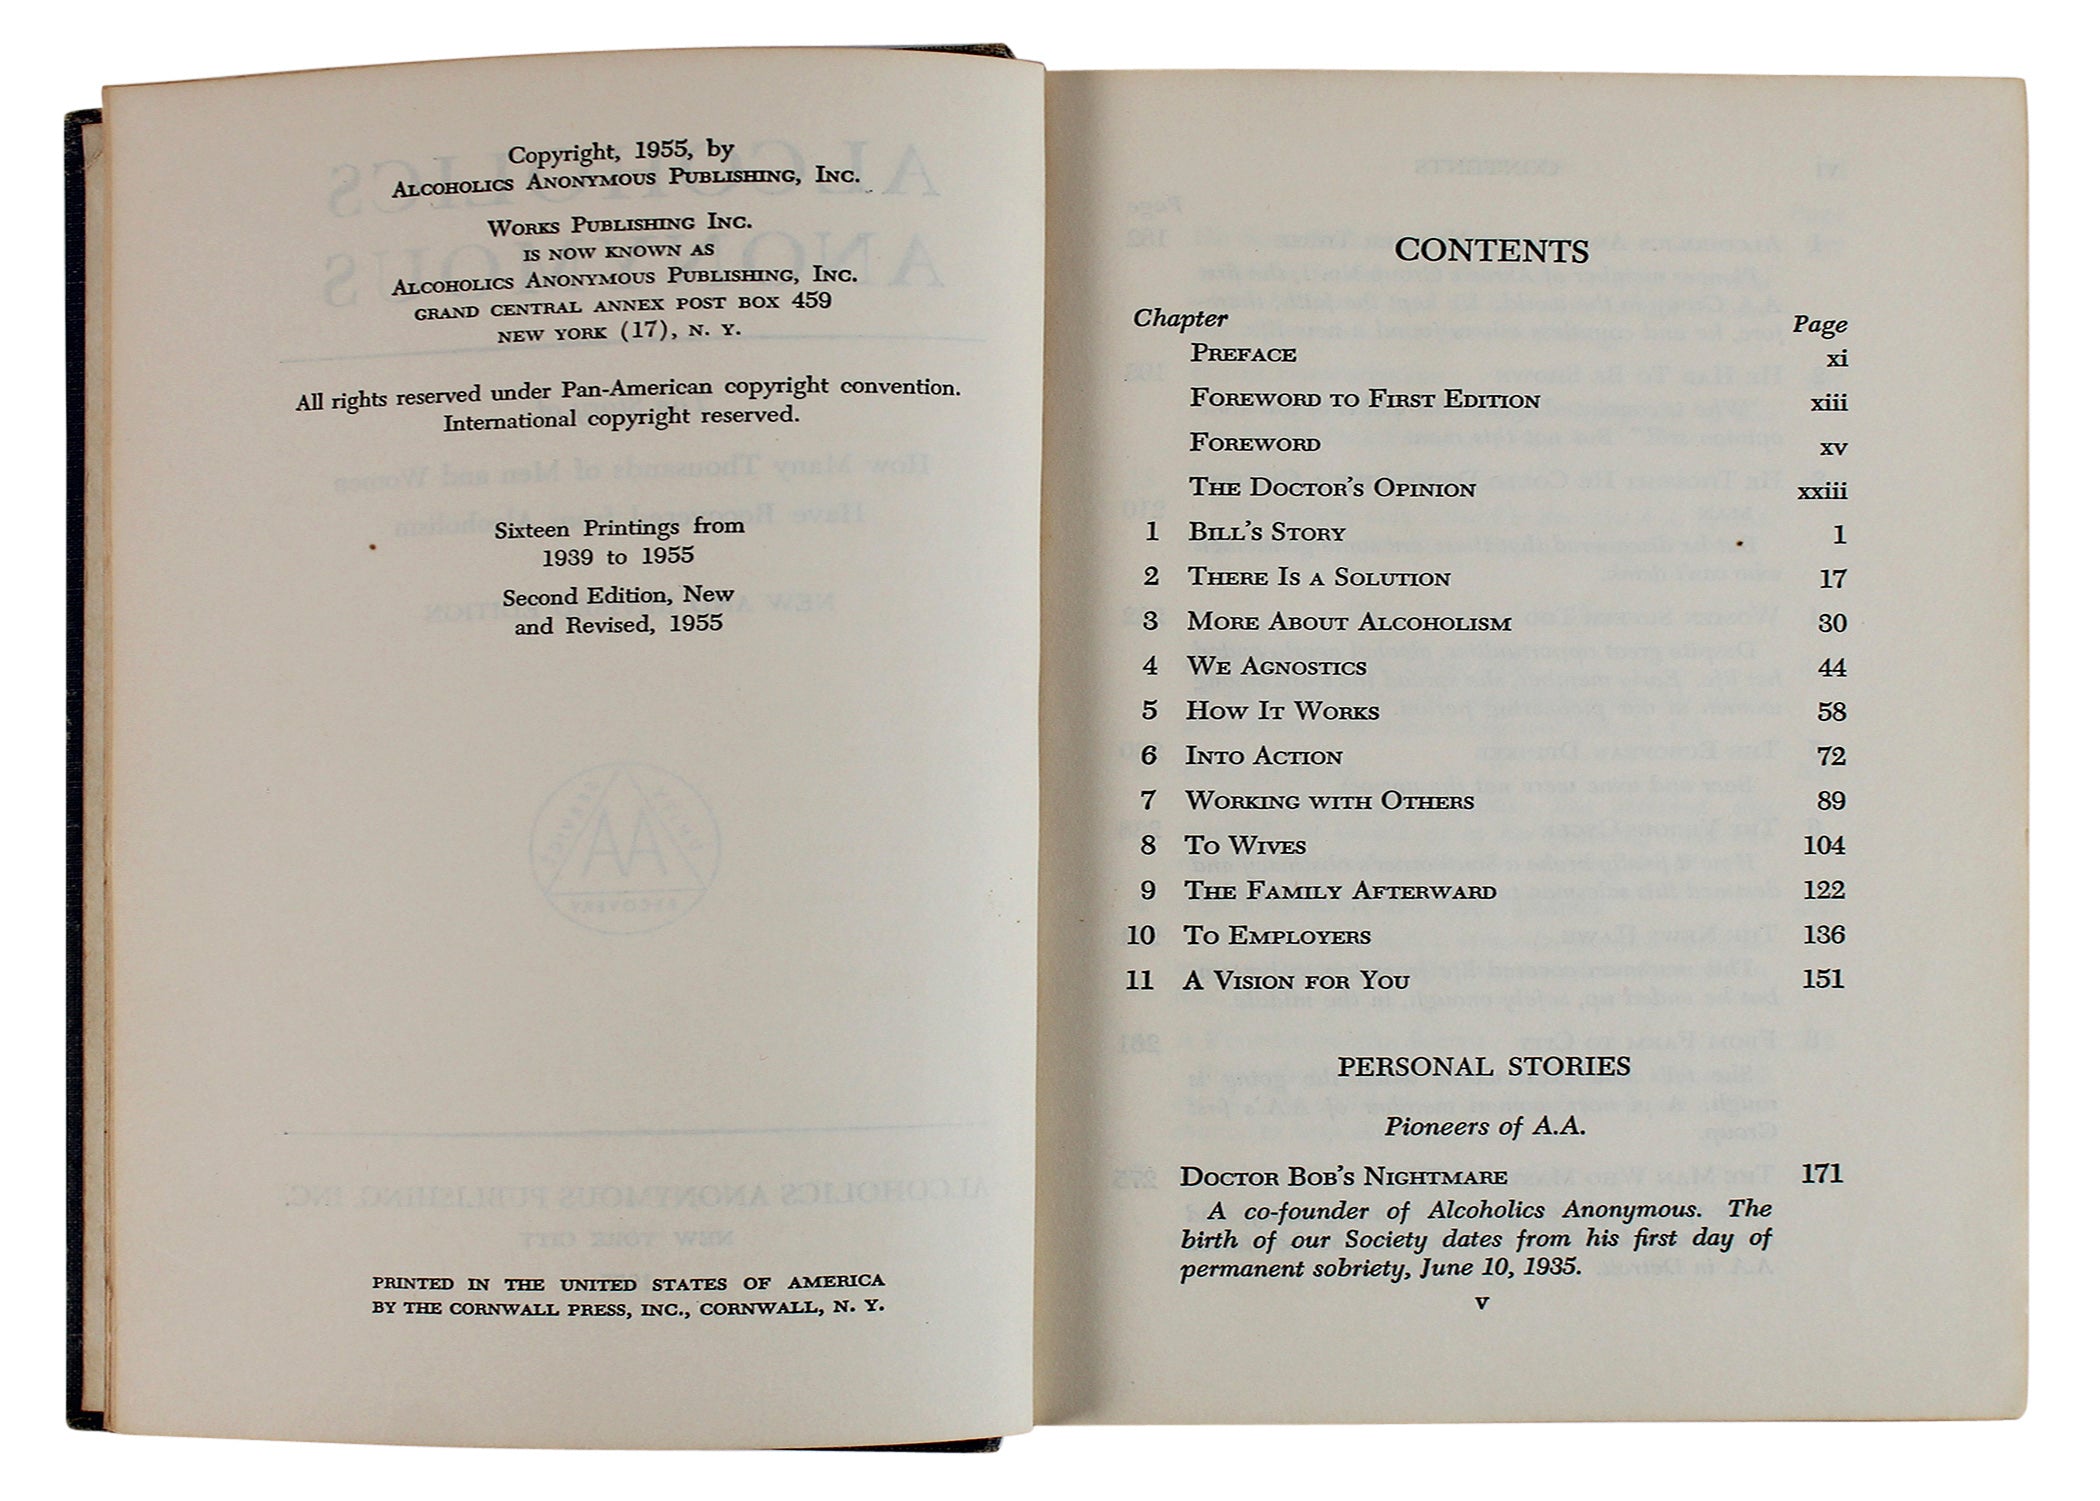 Copyright, 1955, by
Alcoholics Anonymous Publishing, Inc.
Works Publishing Inc.
is now known as
Alcoholics Anonymous Publishing, Inc.
grand central annex post box 459
new york (17), n. y.
All rights reserved under Pan-American copyright convention.
International copyright reserved.
Sixteen Printings from
1939 to 1955
Second Edition, New
and Revised, 1955
PRINTED IN THE UNITED STATES OF AMERICA
BY THE CORNWALL PRESS, INC., CORNWALL, N. Y.
CONTENTS
Chapter Page
Preface xi
Foreword to First Edition xiii
Foreword xv
The Doctor's Opinion xxiii
1 Bill's Story 1
2 There Is a Solution 17
3 More About Alcoholism 30
4 We Agnostics 44
5 How It Works 58
6 Into Action 72
7 Working with Others 89
8 To Wives 104
9 The Family Afterward 122
10 To Employers 136
11 A Vision for You 151
PERSONAL STORIES
Pioneers of A.A.
Doctor Bob's Nightmare 171
A co-founder of Alcoholics Anonymous. The
birth of our Society dates from his first day of
permanent sobriety, June 10, 1935.
v